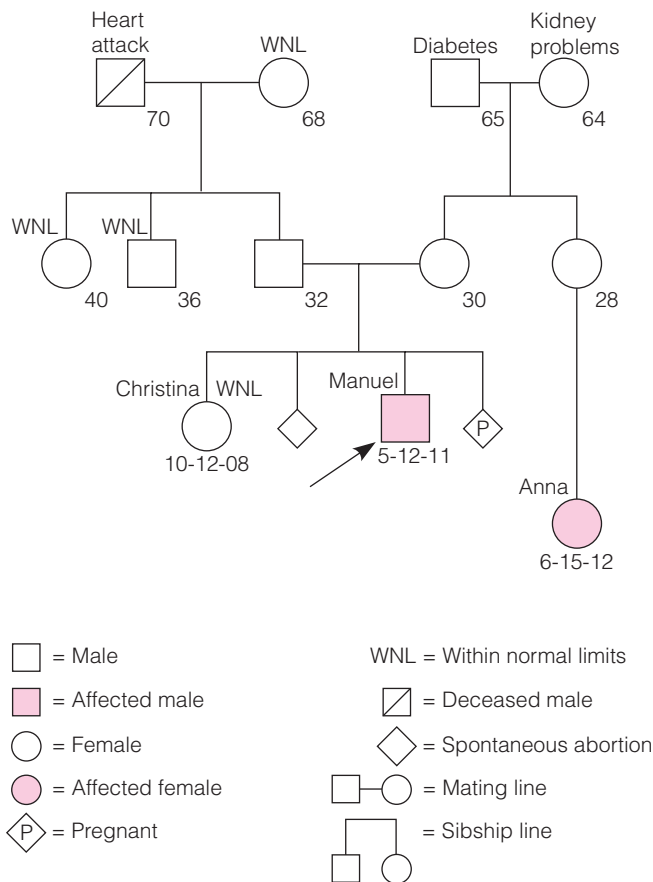 Heart
attack
WNL
Diabetes
Kidney
problems
70
68
65
64
WNL
WNL
40
36
32
30
28
Christina
WNL
Manuel
P
10-12-08
5-12-11
Anna
6-15-12
= Male
WNL = Within normal limits
= Affected male
= Deceased male
= Female
= Spontaneous abortion
= Affected female
= Mating line
P = Pregnant
= Sibship line